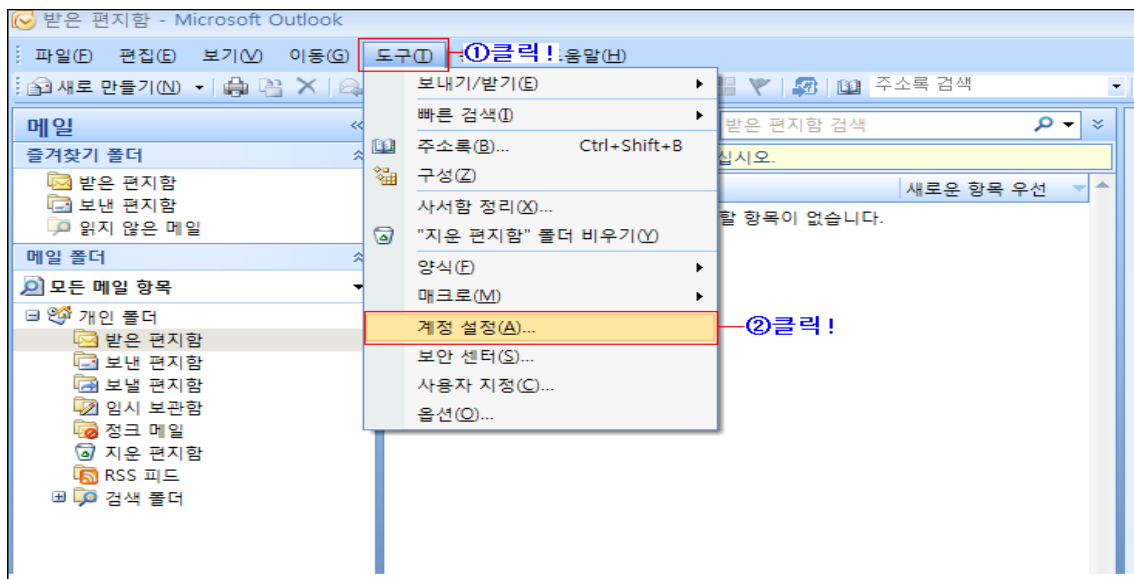 받은 편지함 - Microsoft Outlook
파일(F) 편집(E) 보기(V) 이동(G) 도구(T) ①클릭! 움말(H)
새로 만들기(N) 주소록 검색
메일 «
즐겨찾기 폴더
받은 편지함
보낸 편지함
읽지 않은 메일
메일 폴더
모든 메일 항목
개인 폴더
받은 편지함
보낸 편지함
보낼 편지함
임시 보관함
정크 메일
지운 편지함
RSS 피드
검색 폴더
보내기/받기(E)
빠른 검색(I)
주소록(B)... Ctrl+Shift+B
구성(Z)
사서함 정리(X)...
"지운 편지함" 폴더 비우기(Y)
양식(F)
매크로(M)
계정 설정(A)... ②클릭!
보안 센터(S)...
사용자 지정(C)...
옵션(O)...
받은 편지함 검색
십시오.
새로운 항목 우선
할 항목이 없습니다.